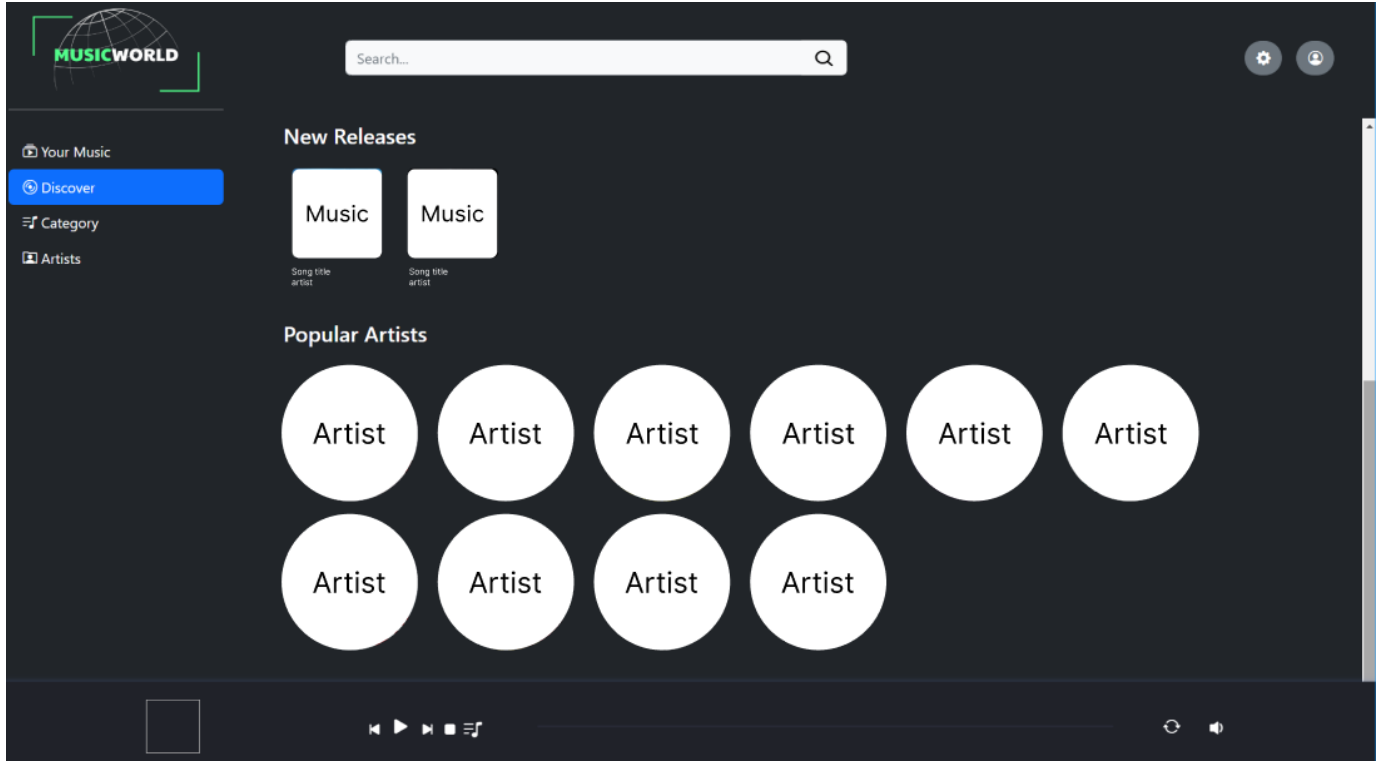 MUSICWORLD
Search...
Your Music
Discover
Category
Artists
New Releases
Music Music
Song title Song title
artist artist
Popular Artists
Artist Artist Artist Artist Artist Artist
Artist Artist Artist Artist